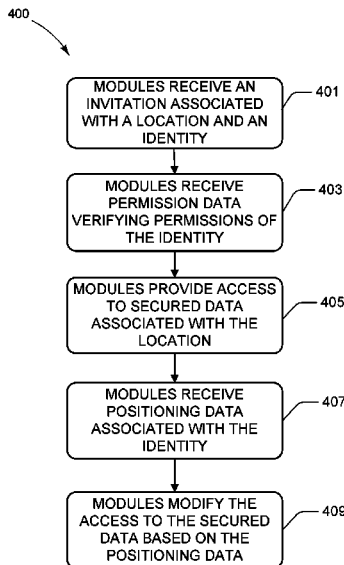 400
MODULES RECEIVE AN
INVITATION ASSOCIATED
WITH A LOCATION AND AN
IDENTITY
401
MODULES RECEIVE
PERMISSION DATA
VERIFYING PERMISSIONS OF
THE IDENTITY
403
MODULES PROVIDE ACCESS
TO SECURED DATA
ASSOCIATED WITH THE
LOCATION
405
MODULES RECEIVE
POSITIONING DATA
ASSOCIATED WITH THE
IDENTITY
407
MODULES MODIFY THE
ACCESS TO THE SECURED
DATA BASED ON THE
POSITIONING DATA
409